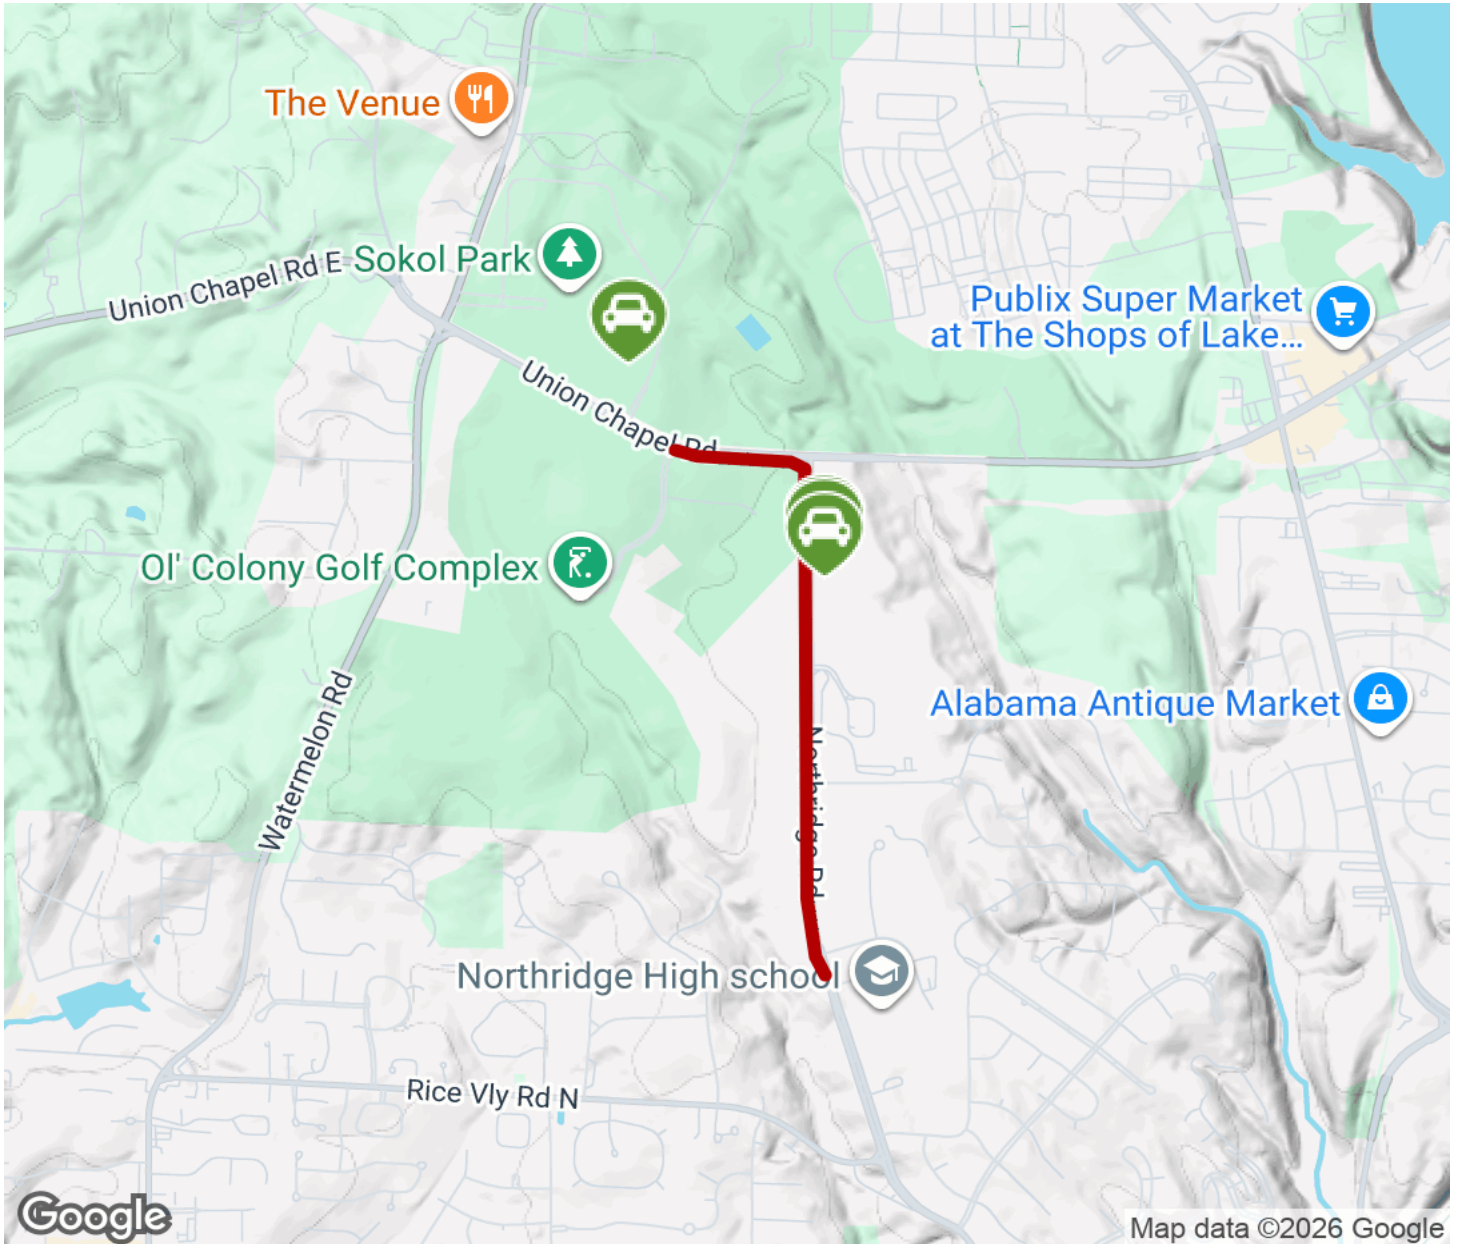 The Venue
Union Chapel Rd E
Sokol Park
Publix Super Market
at The Shops of Lake...
Union Chapel Rd
Ol' Colony Golf Complex
Alabama Antique Market
Watermelon Rd
Northridge Rd
Northridge High school
Rice Vly Rd N
Google
Map data ©2026 Google